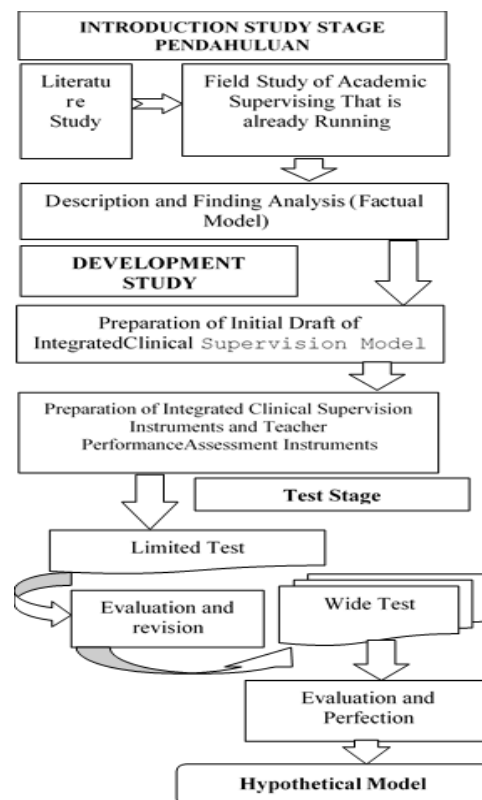 INTRODUCTION STUDY STAGE
PENDAHULUAN
Literatu
re
Study
Field Study of Academic
Supervising That is
already Running
Description and Finding Analysis (Factual
Model)
DEVELOPMENT
STUDY
Preparation of Initial Draft of
IntegratedClinical Supervision Model
Preparation of Integrated Clinical Supervision
Instruments and Teacher
PerformanceAssessment Instruments
Test Stage
Limited Test
Evaluation and
revision
Wide Test
Evaluation and
Perfection
Hypothetical Model